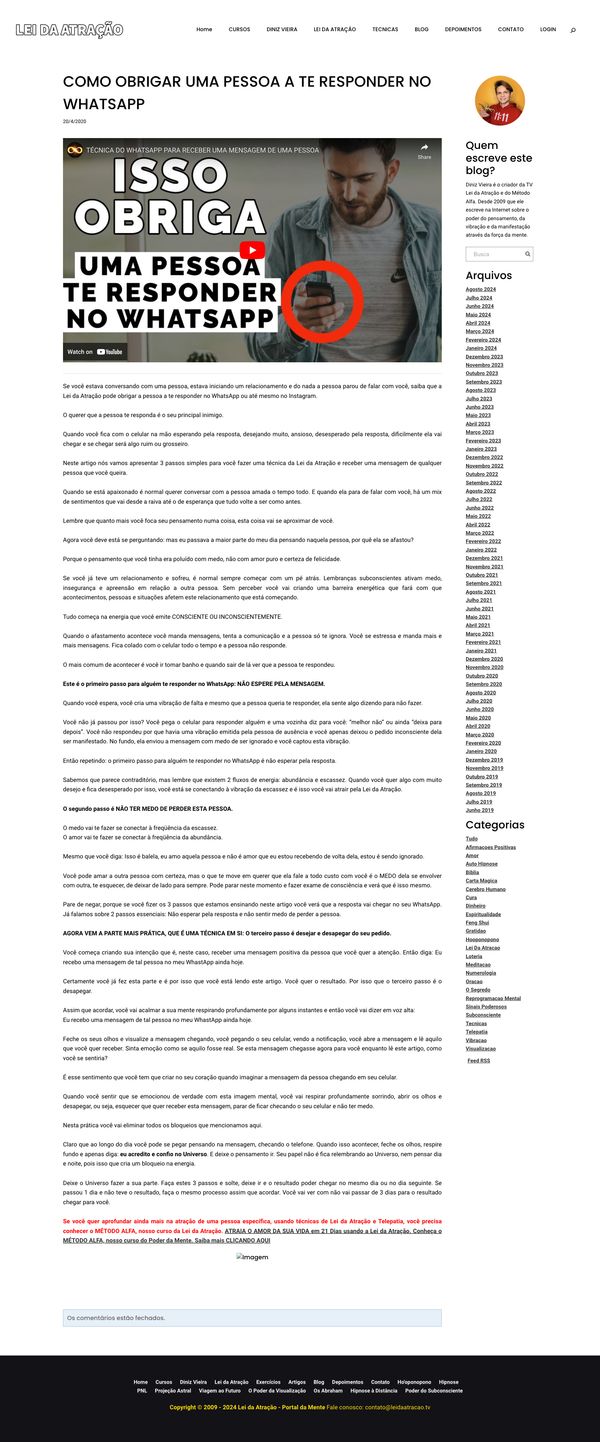 LEI DA ATRAÇÃO
Home CURSOS DINIZ VIEIRA LEI DA ATRAÇÃO TECNICAS BLOG DEPOIMENTOS CONTATO LOGIN
COMO OBRIGAR UMA PESSOA A TE RESPONDER NO
WHATSAPP
20/4/2020
TÉCNICA DO WHATSAPP PARA RECEBER UMA MENSAGEM DE UMA PESSOA
Share
ISSO
OBRIGA
UMA PESSOA
TE RESPONDER
NO WHATSAPP
Watch on YouTube
Se você estava conversando com uma pessoa, estava iniciando um relacionamento e do nada a pessoa parou de falar com você, saiba que a
Lei da Atração pode obrigar a pessoa a te responder no WhatsApp ou até mesmo no Instagram.
O querer que a pessoa te responda é o seu principal inimigo.
Quando você fica com o celular na mão esperando pela resposta, desejando muito, ansioso, desesperado pela resposta, dificilmente ela vai
chegar e se chegar será algo ruim ou grosseiro.
Neste artigo nós vamos apresentar 3 passos simples para você fazer uma técnica da Lei da Atração e receber uma mensagem de qualquer
pessoa que você queira.
Quando se está apaixonado é normal querer conversar com a pessoa amada o tempo todo. E quando ela para de falar com você, há um mix
de sentimentos que vai desde a raiva até o de esperança que tudo volte a ser como antes.
Lembre que quanto mais você foca seu pensamento numa coisa, esta coisa vai se aproximar de você.
Agora você deve está se perguntando: mas eu passava a maior parte do meu dia pensando naquela pessoa, por quê ela se afastou?
Porque o pensamento que você tinha era poluído com medo, não com amor puro e certeza de felicidade.
Se você já teve um relacionamento e sofreu, é normal sempre começar com um pé atrás. Lembranças subconscientes ativam medo,
insegurança e apreensão em relação a outra pessoa. Sem perceber você vai criando uma barreira energética que fará com que
acontecimentos, pessoas e situações afetem este relacionamento que está começando.
Tudo começa na energia que você emite CONSCIENTE OU INCONSCIENTEMENTE.
Quando o afastamento acontece você manda mensagens, tenta a comunicação e a pessoa só te ignora. Você se estressa e manda mais e
mais mensagens. Fica colado com o celular todo o tempo e a pessoa não responde.
O mais comum de acontecer é você ir tomar banho e quando sair de lá ver que a pessoa te respondeu.
Este é o primeiro passo para alguém te responder no WhatsApp: NÃO ESPERE PELA MENSAGEM.
Quando você espera, você cria uma vibração de falta e mesmo que a pessoa queria te responder, ela sente algo dizendo para não fazer.
Você não já passou por isso? Você pega o celular para responder alguém e uma vozinha diz para você: "melhor não" ou ainda "deixa para
depois". Você não respondeu por que havia uma vibração emitida pela pessoa de ausência e você apenas deixou o pedido inconsciente dela
ser manifestado. No fundo, ela enviou a mensagem com medo de ser ignorado e você captou esta vibração.
Então repetindo: o primeiro passo para alguém te responder no WhatsApp é não esperar pela resposta.
Sabemos que parece contraditório, mas lembre que existem 2 fluxos de energia: abundância e escassez. Quando você quer algo com muito
desejo e fica desesperado por isso, você está se conectando à vibração da escassez e é isso que você vai atrair pela Lei da Atração.
O segundo passo é NÃO TER MEDO DE PERDER ESTA PESSOA.
O medo vai te fazer se conectar à freqüência da escassez.
O amor vai te fazer se conectar à freqüência da abundância.
Mesmo que você diga: Isso é balela, eu amo aquela pessoa e não é amor que eu estou recebendo de volta dela, estou é sendo ignorado.
Você pode amar a outra pessoa com certeza, mas o que te move em querer que ela fale a todo custo com você é o MEDO dela se envolver
com outra, te esquecer, de deixar de lado para sempre. Pode parar neste momento e fazer exame de consciência e verá que é isso mesmo.
Pare de negar, porque se você fizer os 3 passos que estamos ensinando neste artigo você verá que a resposta vai chegar no seu WhatsApp.
Já falamos sobre 2 passos essenciais: Não esperar pela resposta e não sentir medo de perder a pessoa.
AGORA VEM A PARTE MAIS PRÁTICA, QUE É UMA TÉCNICA EM SI: O terceiro passo é desejar e desapegar do seu pedido.
Você começa criando sua intenção que é, neste caso, receber uma mensagem positiva da pessoa que você quer a atenção. Então diga: Eu
recebo uma mensagem de tal pessoa no meu WhastApp ainda hoje.
Certamente você já fez esta parte e é por isso que você está lendo este artigo. Você quer o resultado. Por isso que o terceiro passo é o
desapegar.
Assim que acordar, você vai acalmar a sua mente respirando profundamente por alguns instantes e então você vai dizer em voz alta:
Eu recebo uma mensagem de tal pessoa no meu WhastApp ainda hoje.
Feche os seus olhos e visualize a mensagem chegando, você pegando o seu celular, vendo a notificação, você abre a mensagem e lê aquilo
que você quer receber. Sinta emoção como se aquilo fosse real. Se esta mensagem chegasse agora para você enquanto lê este artigo, como
você se sentiria?
É esse sentimento que você tem que criar no seu coração quando imaginar a mensagem da pessoa chegando em seu celular.
Quando você sentir que se emocionou de verdade com esta imagem mental, você vai respirar profundamente sorrindo, abrir os olhos e
desapegar, ou seja, esquecer que quer receber esta mensagem, parar de ficar checando o seu celular e não ter medo.
Nesta prática você vai eliminar todos os bloqueios que mencionamos aqui.
Claro que ao longo do dia você pode se pegar pensando na mensagem, checando o telefone. Quando isso acontecer, feche os olhos, respire
fundo e apenas diga: eu acredito e confio no Universo. E deixe o pensamento ir. Seu papel não é fica relembrando ao Universo, nem pensar dia
e noite, pois isso que cria um bloqueio na energia.
Deixe o Universo fazer a sua parte. Faça estes 3 passos e solte, deixe ir e o resultado pode chegar no mesmo dia ou no dia seguinte. Se
passou 1 dia e não teve o resultado, faça o mesmo processo assim que acordar. Você vai ver com não vai passar de 3 dias para o resultado
chegar para você.
Se você quer aprofundar ainda mais na atração de uma pessoa específica, usando técnicas de Lei da Atração e Telepatia, você precisa
conhecer o MÉTODO ALFA, nosso curso da Lei da Atração. ATRAIA O AMOR DA SUA VIDA em 21 Dias usando a Lei da Atração. Conheça o
MÉTODO ALFA, nosso curso do Poder da Mente. Saiba mais CLICANDO AQUI
Imagem
Os comentários estão fechados.
11:11
Quem
escreve este
blog?
Diniz Vieira é o criador da TV
Lei da Atração e do Método
Alfa. Desde 2009 que ele
escreve na Internet sobre o
poder do pensamento, da
vibração e da manifestação
através da força da mente.
Busca
Arquivos
Agosto 2024
Julho 2024
Junho 2024
Maio 2024
Abril 2024
Março 2024
Fevereiro 2024
Janeiro 2024
Dezembro 2023
Novembro 2023
Outubro 2023
Setembro 2023
Agosto 2023
Julho 2023
Junho 2023
Maio 2023
Abril 2023
Março 2023
Fevereiro 2023
Janeiro 2023
Dezembro 2022
Novembro 2022
Outubro 2022
Setembro 2022
Agosto 2022
Julho 2022
Junho 2022
Maio 2022
Abril 2022
Março 2022
Fevereiro 2022
Janeiro 2022
Dezembro 2021
Novembro 2021
Outubro 2021
Setembro 2021
Agosto 2021
Julho 2021
Junho 2021
Maio 2021
Abril 2021
Março 2021
Fevereiro 2021
Janeiro 2021
Dezembro 2020
Novembro 2020
Outubro 2020
Setembro 2020
Agosto 2020
Julho 2020
Junho 2020
Maio 2020
Abril 2020
Março 2020
Fevereiro 2020
Janeiro 2020
Dezembro 2019
Novembro 2019
Outubro 2019
Setembro 2019
Agosto 2019
Julho 2019
Junho 2019
Categorias
Tudo
Afirmacoes Positivas
Amor
Auto Hipnose
Biblia
Carta Magica
Cerebro Humano
Cura
Dinheiro
Espiritualidade
Feng Shui
Gratidao
Hooponopono
Lei Da Atracao
Loteria
Meditacao
Numerologia
Oracao
O Segredo
Reprogramacao Mental
Sinais Poderosos
Subconsciente
Tecnicas
Telepatia
Vibracao
Visualizacao
Feed RSS
Home Cursos Diniz Vieira Lei da Atração Exercícios Artigos Blog Depoimentos Contato Ho'oponopono Hipnose
PNL Projeção Astral Viagem ao Futuro O Poder da Visualização Os Abraham Hipnose à Distância Poder do Subconsciente
Copyright © 2009 - 2024 Lei da Atração - Portal da Mente Fale conosco: contato@leidaatracao.tv